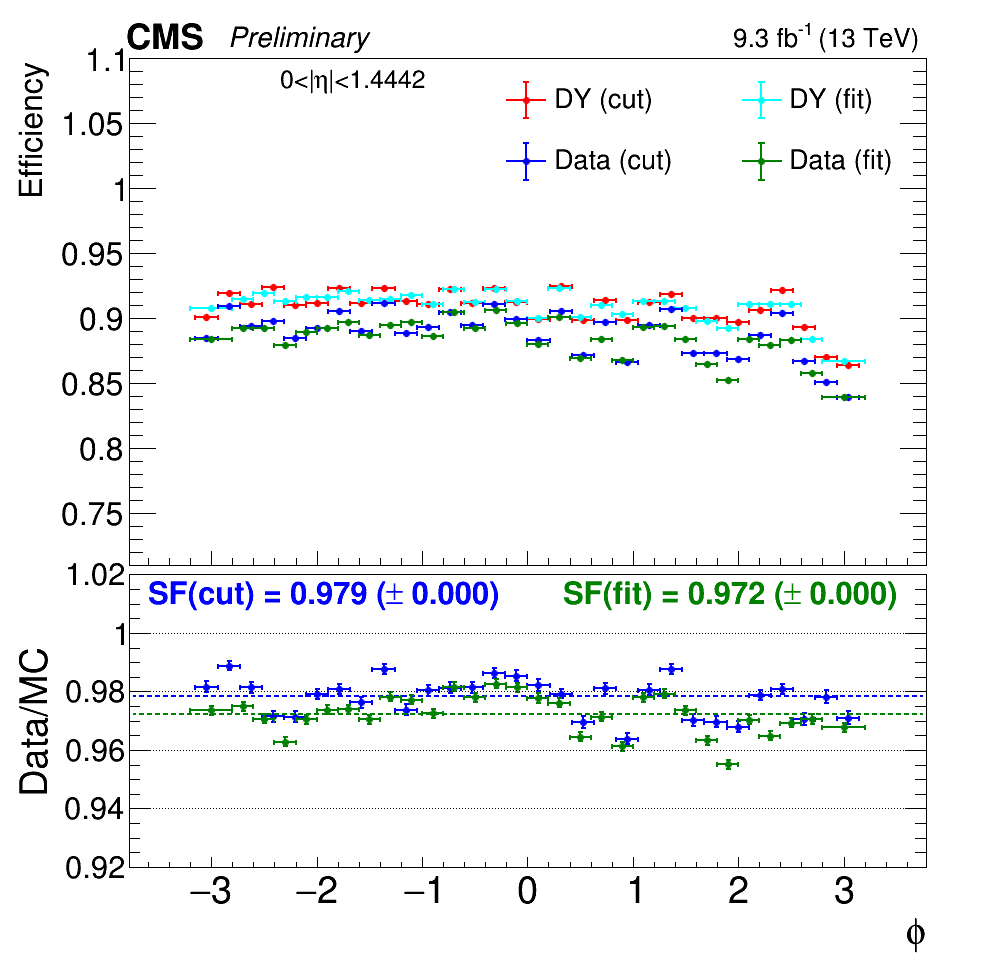 CMS Preliminary 9.3 fb⁻¹ (13 TeV)
0<|η|<1.4442
Efficiency
1.1
1.05
1
0.95
0.9
0.85
0.8
0.75
DY (cut) DY (fit)
Data (cut) Data (fit)
SF(cut) = 0.979 (± 0.000) SF(fit) = 0.972 (± 0.000)
Data/MC
1.02
1
0.98
0.96
0.94
0.92
−3 −2 −1 0 1 2 3
ϕ